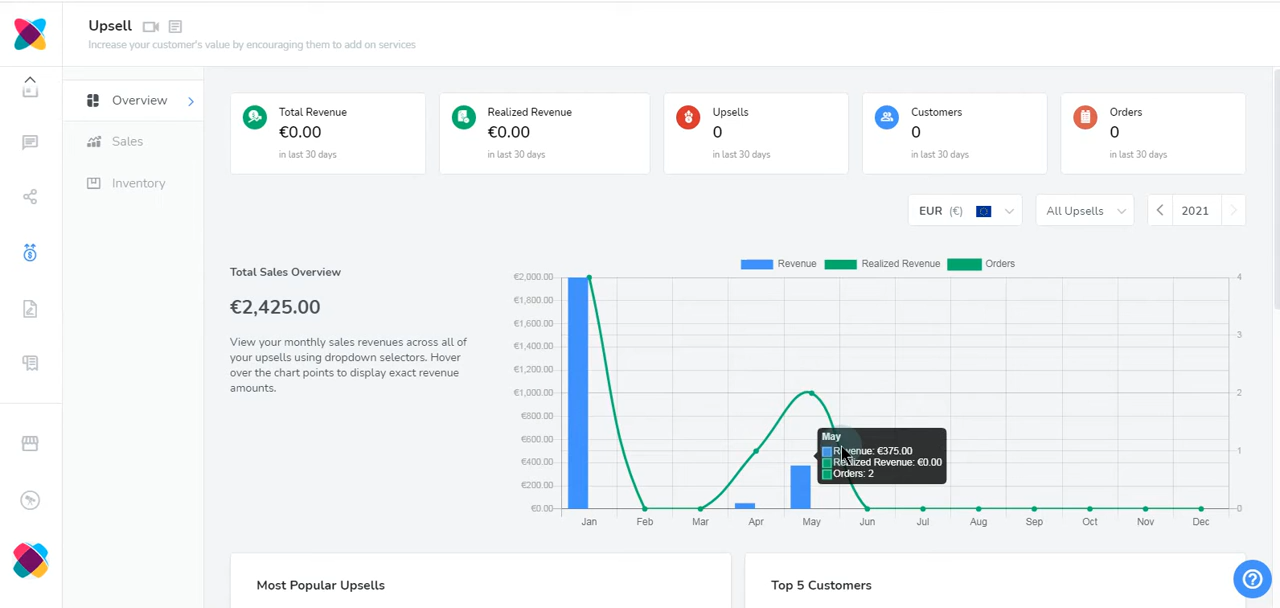 Upsell
Increase your customer's value by encouraging them to add on services
Overview
Sales
Inventory
Total Revenue
€0.00
in last 30 days
Realized Revenue
€0.00
in last 30 days
Upsells
0
in last 30 days
Customers
0
in last 30 days
Orders
0
in last 30 days
EUR (€)
All Upsells
2021
Total Sales Overview
€2,425.00
View your monthly sales revenues across all of
your upsells using dropdown selectors. Hover
over the chart points to display exact revenue
amounts.
Revenue
Realized Revenue
Orders
€2,000.00
€1,800.00
€1,600.00
€1,400.00
€1,200.00
€1,000.00
€800.00
€600.00
€400.00
€200.00
€0.00
4
3
2
1
0
May
Revenue: €375.00
Realized Revenue: €0.00
Orders: 2
Jan Feb Mar Apr May Jun Jul Aug Sep Oct Nov Dec
Most Popular Upsells
Top 5 Customers